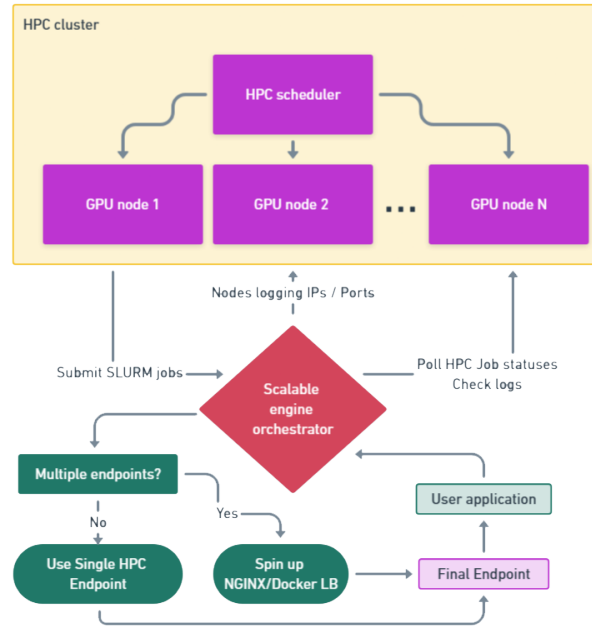 HPC cluster
HPC scheduler
GPU node 1
GPU node 2
...
GPU node N
Nodes logging IPs / Ports
Submit SLURM jobs
Poll HPC Job statuses
Check logs
Scalable
engine
orchestrator
Multiple endpoints?
User application
No
Yes
Use Single HPC
Endpoint
Spin up
NGINX/Docker LB
Final Endpoint